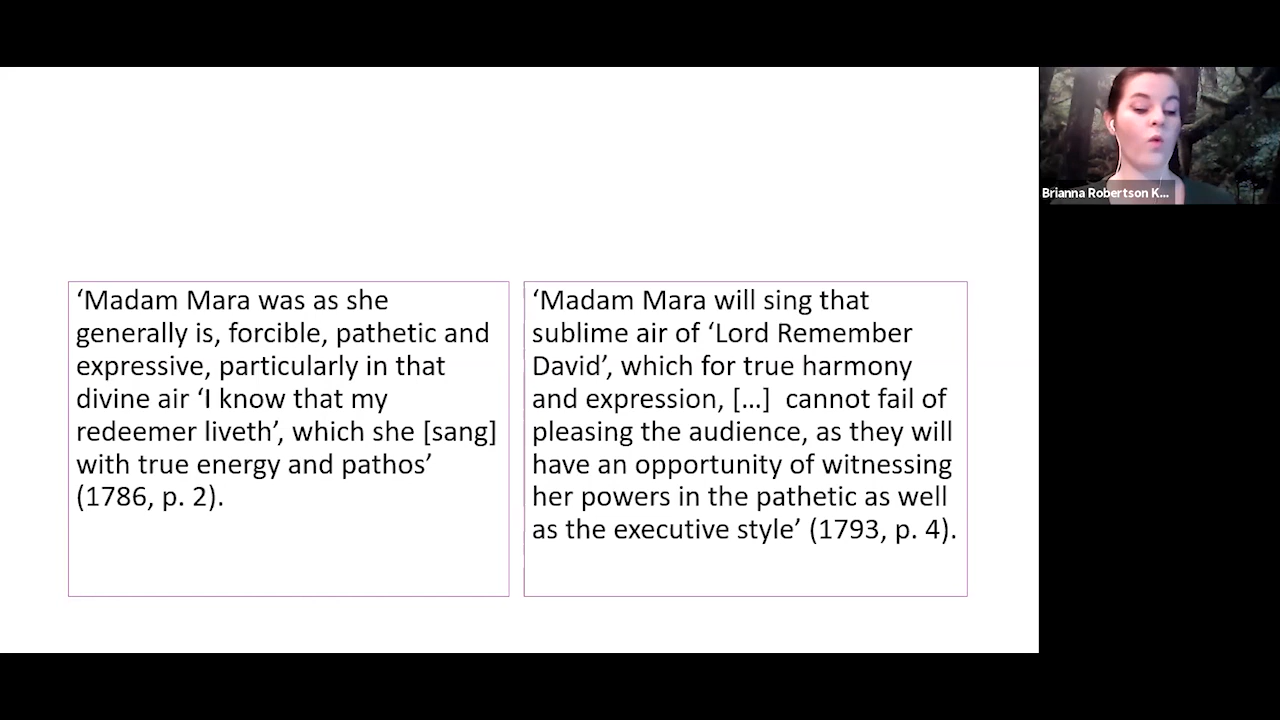 ‘Madam Mara was as she
generally is, forcible, pathetic and
expressive, particularly in that
divine air ‘I know that my
redeemer liveth’, which she [sang]
with true energy and pathos’
(1786, p. 2).
‘Madam Mara will sing that
sublime air of ‘Lord Remember
David’, which for true harmony
and expression, […]  cannot fail of
pleasing the audience, as they will
have an opportunity of witnessing
her powers in the pathetic as well
as the executive style’ (1793, p. 4).
Brianna Robertson K...